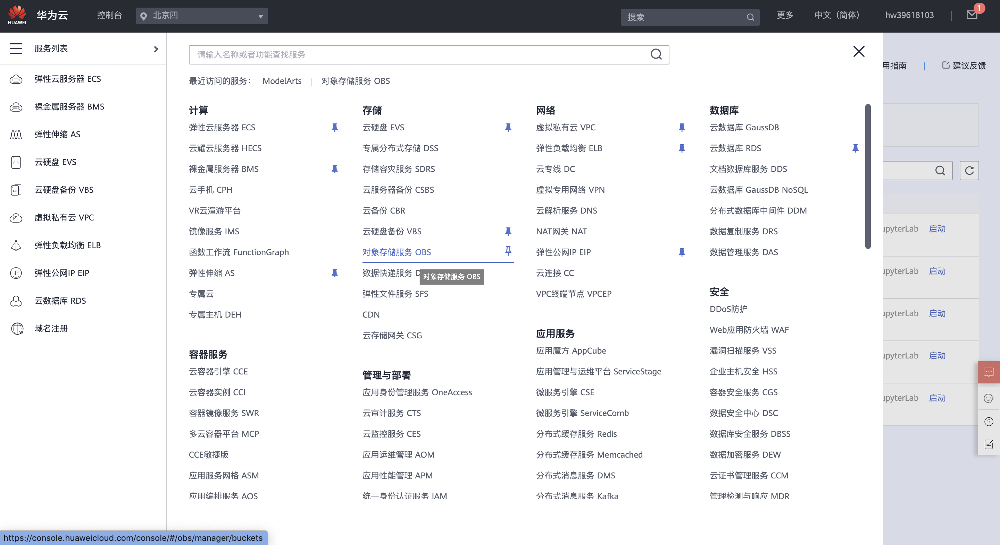 HUAWEI
华为云
控制台
北京四
搜索
更多
中文（简体）
hw39618103
1
服务列表
弹性云服务器 ECS
裸金属服务器 BMS
弹性伸缩 AS
云硬盘 EVS
云硬盘备份 VBS
虚拟私有云 VPC
弹性负载均衡 ELB
IP
弹性公网IP EIP
云数据库 RDS
W
域名注册
请输入名称或者功能查找服务
最近访问的服务：
ModelArts
对象存储服务 OBS
计算
弹性云服务器 ECS
云耀云服务器 HECS
裸金属服务器 BMS
云手机 CPH
VR云渲游平台
镜像服务 IMS
函数工作流 FunctionGraph
弹性伸缩 AS
专属云
专属主机 DEH
容器服务
云容器引擎 CCE
云容器实例 CCI
容器镜像服务 SWR
多云容器平台 MCP
CCE敏捷版
应用服务网格 ASM
应用编排服务 AOS
存储
云硬盘 EVS
专属分布式存储 DSS
存储容灾服务 SDRS
云服务器备份 CSBS
云备份 CBR
云硬盘备份 VBS
对象存储服务 OBS
数据快递服务
对象存储服务 OBS
弹性文件服务 SFS
CDN
云存储网关 CSG
管理与部署
应用身份管理服务 OneAccess
云审计服务 CTS
云监控服务 CES
应用运维管理 AOM
应用性能管理 APM
统一身份认证服务 IAM
网络
虚拟私有云 VPC
弹性负载均衡 ELB
云专线 DC
虚拟专用网络 VPN
云解析服务 DNS
NAT网关 NAT
弹性公网IP EIP
云连接 CC
VPC终端节点 VPCEP
应用服务
应用魔方 AppCube
应用管理与运维平台 ServiceStage
微服务引擎 CSE
微服务引擎 ServiceComb
分布式缓存服务 Redis
分布式缓存服务 Memcached
分布式消息服务 DMS
分布式消息服务 Kafka
数据库
云数据库 GaussDB
云数据库 RDS
文档数据库服务 DDS
云数据库 GaussDB NoSQL
分布式数据库中间件 DDM
数据复制服务 DRS
数据管理服务 DAS
安全
DDoS防护
Web应用防火墙 WAF
漏洞扫描服务 VSS
企业主机安全 HSS
容器安全服务 CGS
数据安全中心 DSC
数据库安全服务 DBSS
数据加密服务 DEW
云证书管理服务 CCM
管理检测与响应 MDR
用指南
建议反馈
upyterLab 启动
upyterLab 启动
upyterLab 启动
upyterLab 启动
upyterLab 启动
https://console.huaweicloud.com/console/#/obs/manager/buckets